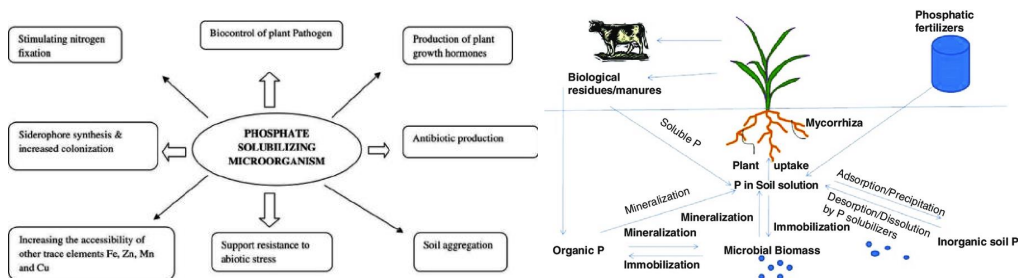 Stimulating nitrogen
fixation
Biocontrol of plant Pathogen
Production of plant
growth hormones
Siderophore synthesis &
increased colonization
PHOSPHATE
SOLUBILIZING
MICROORGANISM
Antibiotic production
Increasing the accessibility of
other trace elements Fe, Zn, Mn
and Cu
Support resistance to
abiotic stress
Soil aggregation
Phosphatic
fertilizers
Biological
residues/manures
Mycorrhiza
Soluble P
Plant uptake
P in Soil solution
Adsorption/Precipitation
Desorption/Dissolution
by P solubilizers
Mineralization
Mineralization
Mineralization
Immobilization
Inorganic soil P
Organic P
Microbial Biomass
Immobilization